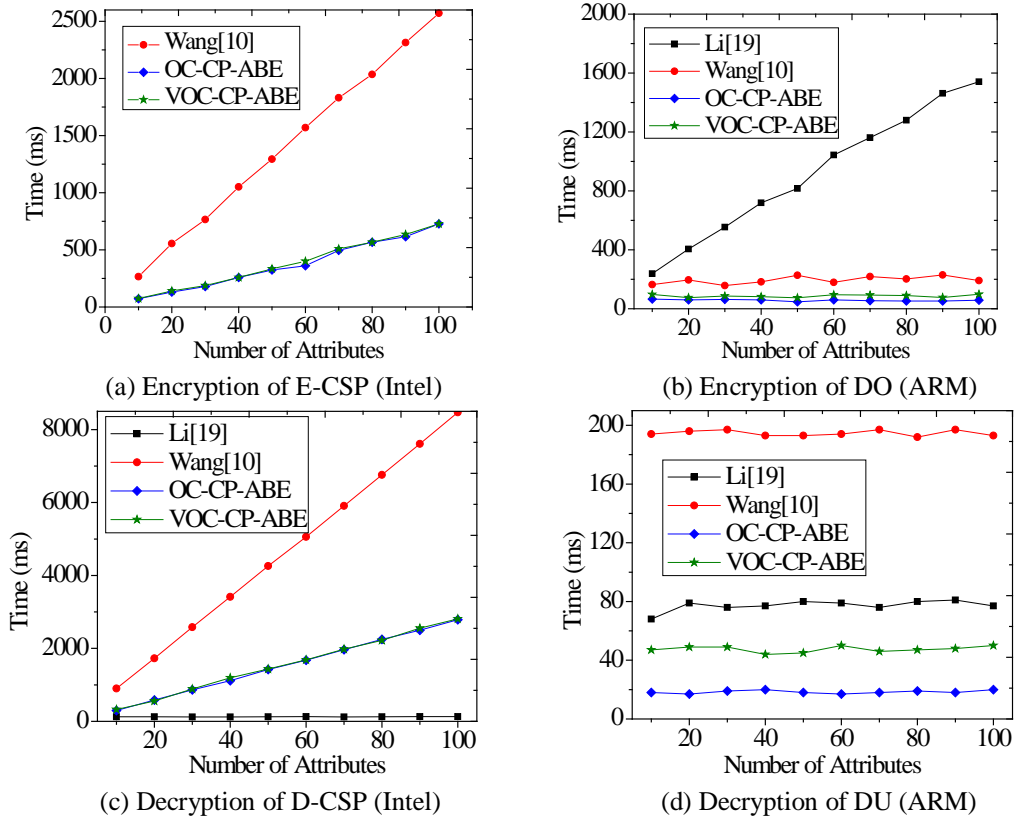 2500
2000
1500
1000
500
0
Time (ms)
Wang[10]
OC-CP-ABE
VOC-CP-ABE
0 20 40 60 80 100
Number of Attributes
(a) Encryption of E-CSP (Intel)
2000
1600
1200
800
400
0
Time (ms)
Li[19]
Wang[10]
OC-CP-ABE
VOC-CP-ABE
20 40 60 80 100
Number of Attributes
(b) Encryption of DO (ARM)
8000
6000
4000
2000
0
Time (ms)
Li[19]
Wang[10]
OC-CP-ABE
VOC-CP-ABE
20 40 60 80 100
Number of Attributes
(c) Decryption of D-CSP (Intel)
200
160
120
80
40
0
Time (ms)
Li[19]
Wang[10]
OC-CP-ABE
VOC-CP-ABE
20 40 60 80 100
Number of Attributes
(d) Decryption of DU (ARM)